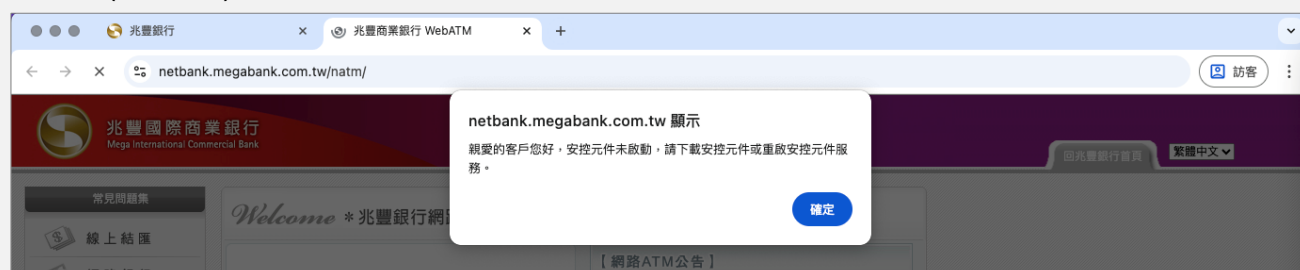 兆豐銀行
兆豐商業銀行 WebATM
netbank.megabank.com.tw/natm/
訪客
兆豐國際商業銀行
Mega International Commercial Bank
netbank.megabank.com.tw 顯示
親愛的客戶您好，安控元件未啟動，請下載安控元件或重啟安控元件服
務。
確定
回兆豐銀行首頁
繁體中文
常見問題集
Welcome *兆豐銀行網
線上結匯
【網路ATM公告】